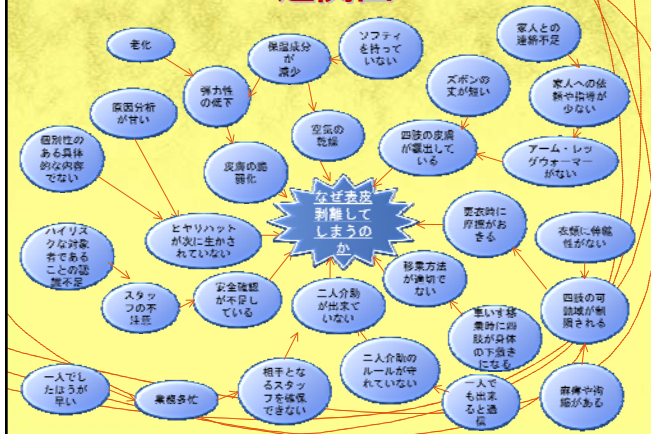 老化
保湿成分
が
減少
ソフティ
を持って
いない
家人との
連絡不足
弾力性
の低下
ズボンの
丈が短い
家人への依
頼や指導が
少ない
原因分析
が甘い
空気の
乾燥
四肢の皮膚
が露出して
いる
アーム・レッ
グウォーマー
がない
個別性の
ある具体
的な内容
でない
皮膚の脆
弱化
なぜ表皮
剥離して
しまうの
か
更衣時に
摩擦がお
きる
衣類に伸縮
性がない
ヒヤリハット
が次に生かさ
れていない
ハイリス
クな対象
者である
ことの認
識不足
スタッ
フの不
注意
安全確認
が不足し
ている
二人介助
が出来て
いない
移乗方法
が適切で
ない
四肢の可
動域が制
限される
車いす移
乗時に四
肢が身体
の下敷き
になる
一人でし
たほうが
早い
業務多忙
相手とな
るスタッ
フを確保
できない
二人介助の
ルールが守
れていない
一人で
も出来
ると過
信
麻痺や拘
縮がある